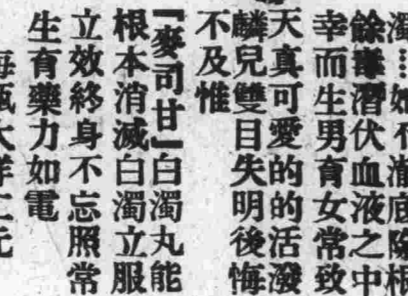 濁…如不澈底除根
餘毒潛伏血液之中
幸而生男育女常致
天真可愛的的活潑
麟兒雙目失明後悔
不及惟
『麥司甘』白濁丸能
根本消滅白濁立服
立效終身不忘照常
生育藥力如電
每瓶大洋二元